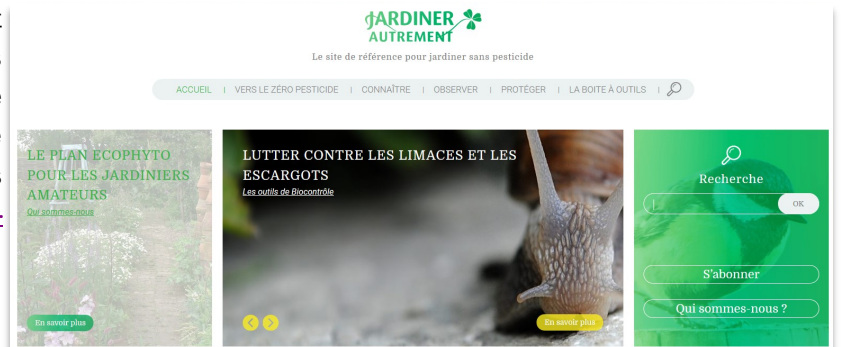 JARDINER
AUTREMENT
Le site de référence pour jardiner sans pesticide
ACCUEIL | VERS LE ZÉRO PESTICIDE | CONNAÎTRE | OBSERVER | PROTÉGER | LA BOITE À OUTILS |
LE PLAN ECOPHYTO
POUR LES JARDINIERS
AMATEURS
Qui sommes-nous
En savoir plus
LUTTER CONTRE LES LIMACES ET LES
ESCARGOTS
Les outils de Biocontrôle
En savoir plus
Recherche
OK
S'abonner
Qui sommes-nous ?